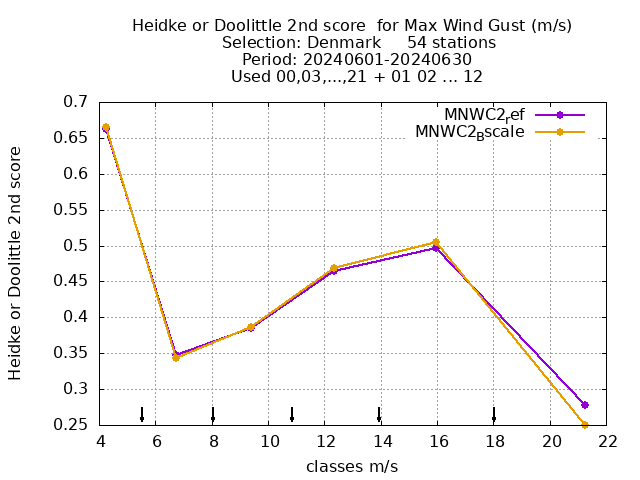 Heidke or Doolittle 2nd score  for Max Wind Gust (m/s)
Selection: Denmark     54 stations
Period: 20240601-20240630
Used 00,03,...,21 + 01 02 ... 12
MNWC2ref
MNWC2Bscale
Heidke or Doolittle 2nd score
0.7
0.65
0.6
0.55
0.5
0.45
0.4
0.35
0.3
0.25
4 6 8 10 12 14 16 18 20 22
classes m/s